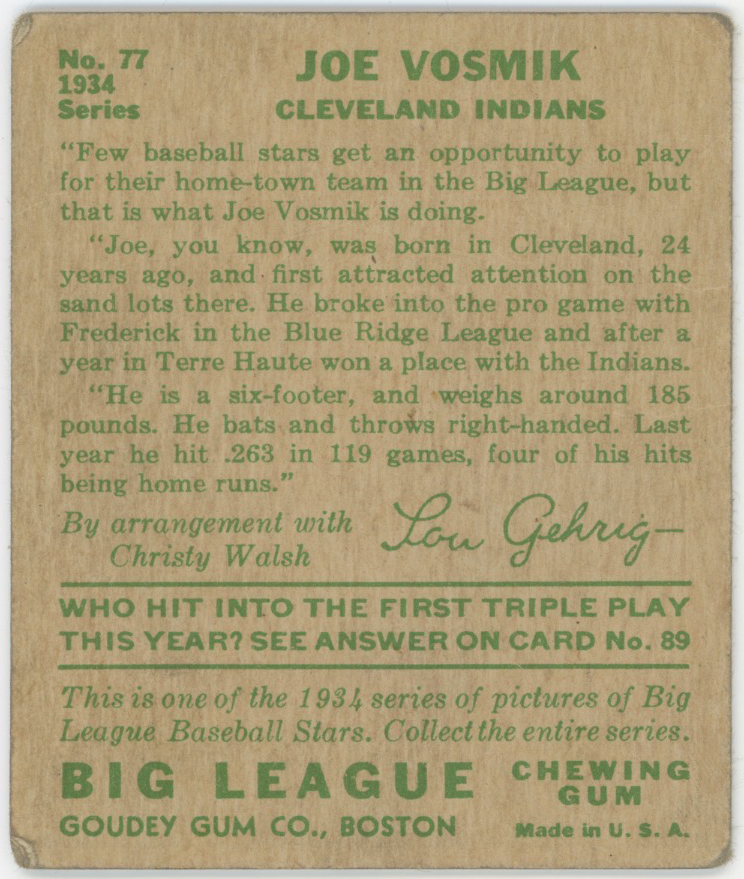 No. 77
1934
Series
JOE VOSMIK
CLEVELAND INDIANS
"Few baseball stars get an opportunity to play
for their home-town team in the Big League, but
that is what Joe Vosmik is doing.
"Joe, you know, was born in Cleveland, 24
years ago, and first attracted attention on the
sand lots there. He broke into the pro game with
Frederick in the Blue Ridge League and after a
year in Terre Haute won a place with the Indians.
"He is a six-footer, and weighs around 185
pounds. He bats and throws right-handed. Last
year he hit .263 in 119 games, four of his hits
being home runs."
By arrangement with
Christy Walsh
Lou Gehrig
WHO HIT INTO THE FIRST TRIPLE PLAY
THIS YEAR? SEE ANSWER ON CARD No. 89
This is one of the 1934 series of pictures of Big
League Baseball Stars. Collect the entire series.
BIG LEAGUE
CHEWING
GUM
GOUDEY GUM CO., BOSTON
Made in U. S. A.